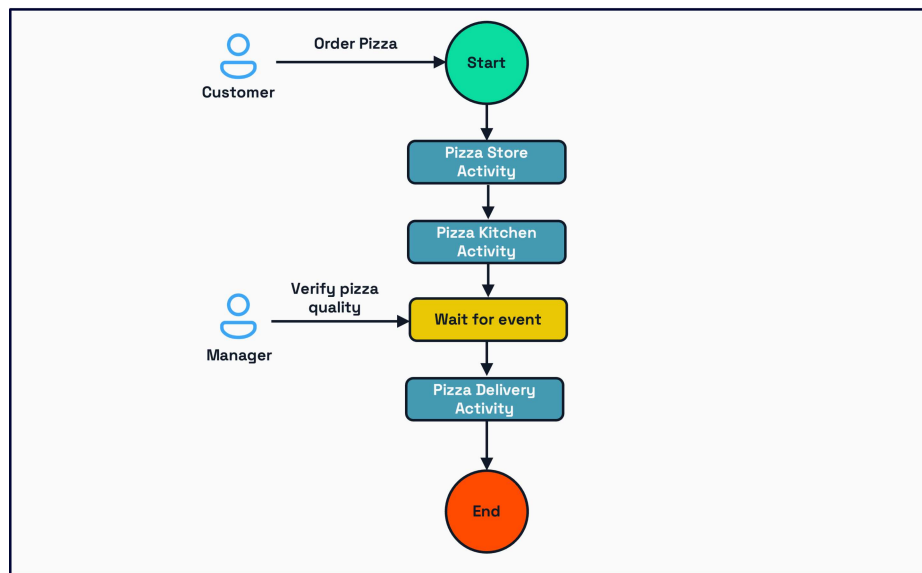 Order Pizza
Start
Customer
Pizza Store
Activity
Pizza Kitchen
Activity
Verify pizza
quality
Wait for event
Manager
Pizza Delivery
Activity
End